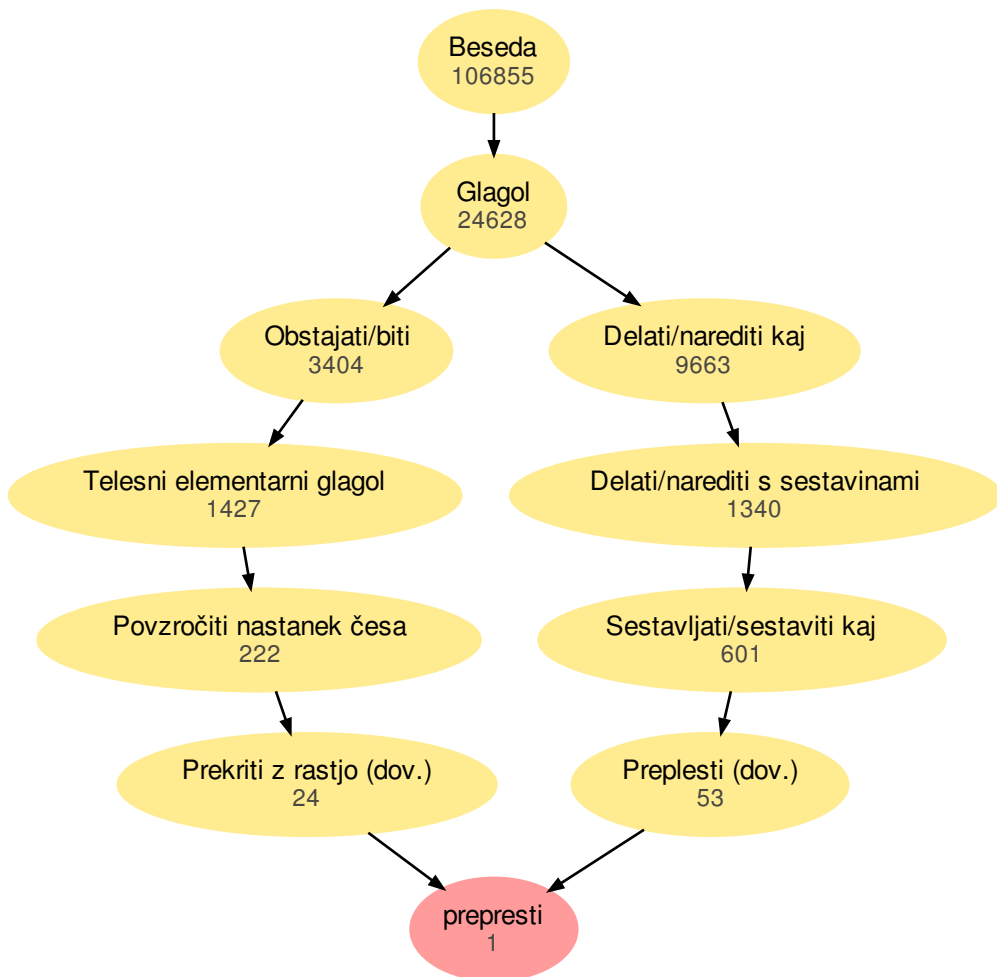 Beseda
106855
Glagol
24628
Obstajati/biti
3404
Delati/narediti kaj
9663
Telesni elementarni glagol
1427
Delati/narediti s sestavinami
1340
Povzročiti nastanek česa
222
Sestavljati/sestaviti kaj
601
Prekriti z rastjo (dov.)
24
Preplesti (dov.)
53
prepresti
1